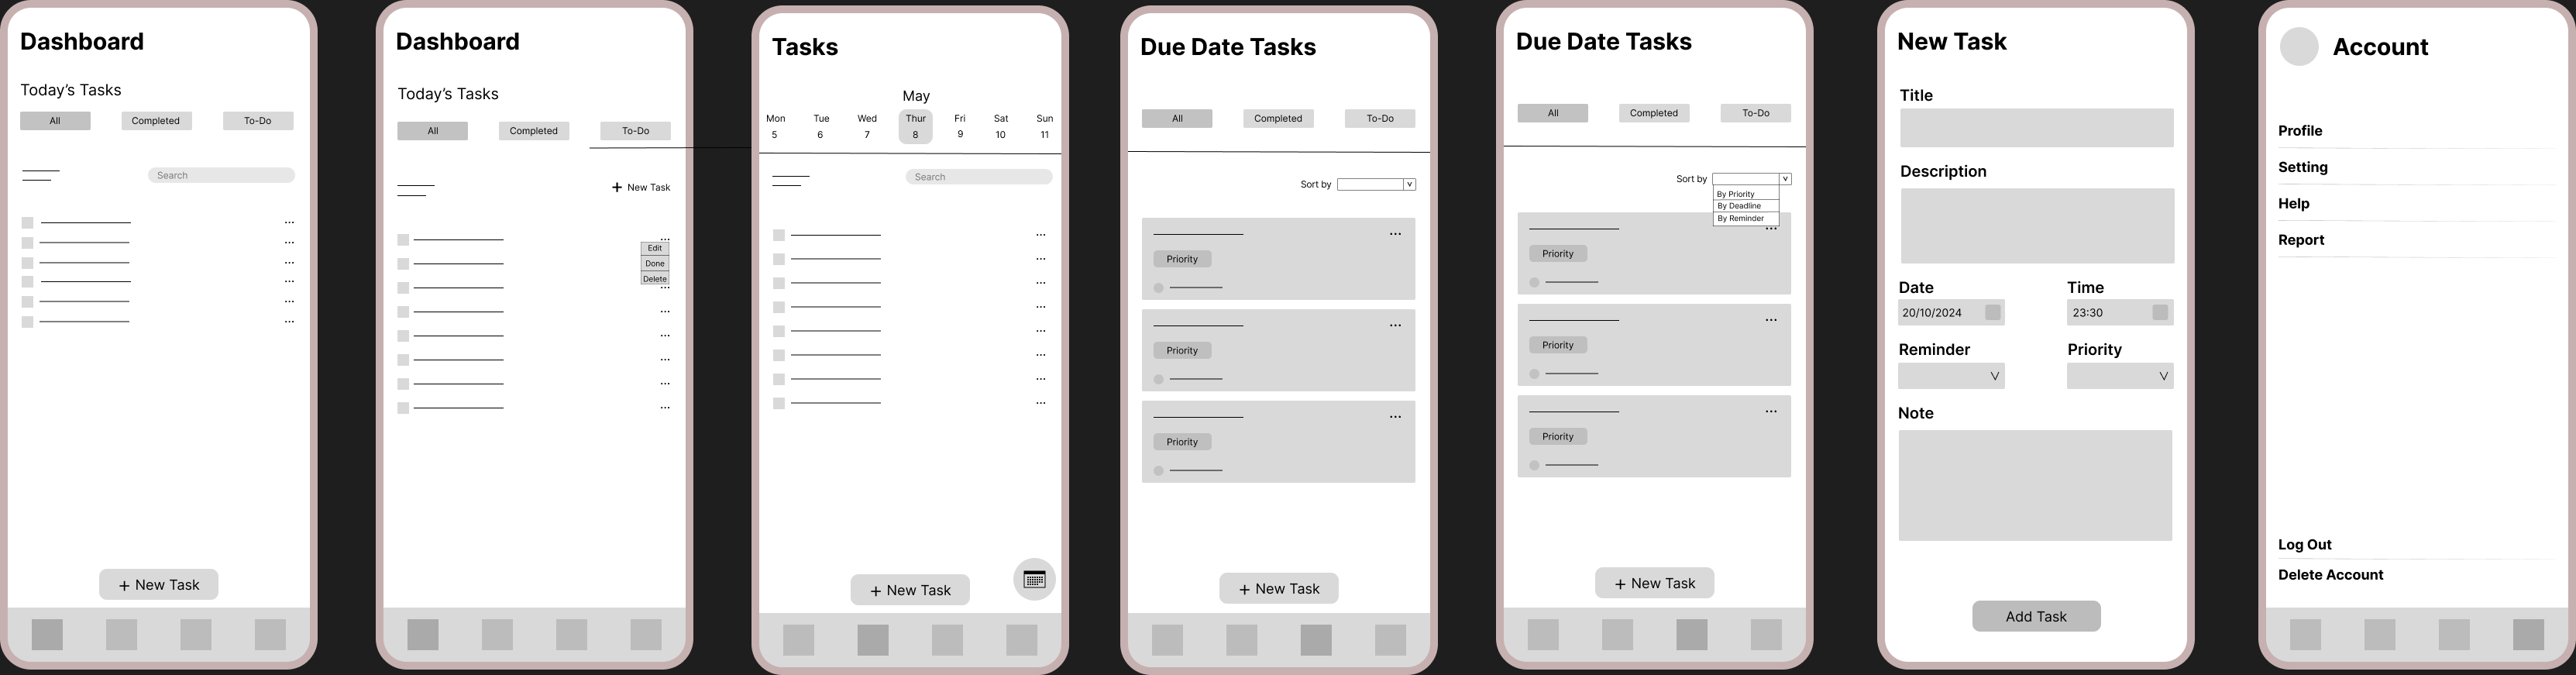 Dashboard
Today's Tasks
All Completed To-Do
Search
...
...
...
...
...
...
+ New Task
Dashboard
Today's Tasks
All Completed To-Do
+ New Task
...
Edit
Done
Delete
...
...
...
...
...
...
Tasks
May
Mon Tue Wed Thur Fri Sat Sun
5 6 7 8 9 10 11
Search
...
...
...
...
...
...
...
...
+ New Task
Due Date Tasks
All Completed To-Do
Sort by V
...
Priority
...
Priority
...
Priority
+ New Task
Due Date Tasks
All Completed To-Do
Sort by V
By Priority
By Deadline
By Reminder
...
Priority
...
Priority
...
Priority
+ New Task
New Task
Title
Description
Date Time
20/10/2024 23:30
Reminder Priority
V V
Note
Add Task
Account
Profile
Setting
Help
Report
Log Out
Delete Account